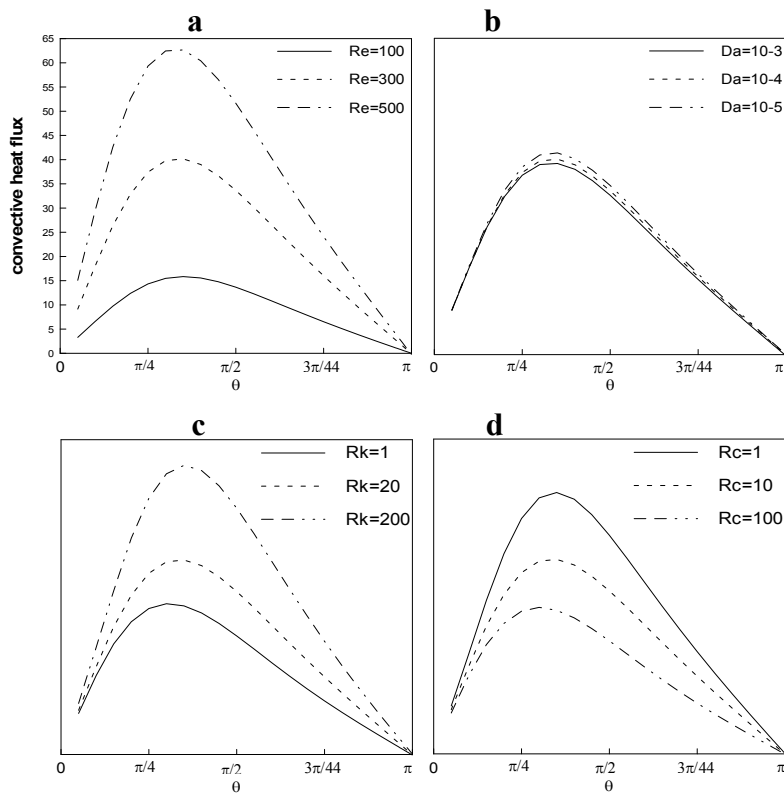 a
b
convective heat flux
65
60
55
50
45
40
35
30
25
20
15
10
5
0
Re=100
Re=300
Re=500
0
π/4
π/2
3π/44
π
θ
Da=10-3
Da=10-4
Da=10-5
0
π/4
π/2
3π/44
π
θ
c
d
Rk=1
Rk=20
Rk=200
0
π/4
π/2
3π/44
π
θ
Rc=1
Rc=10
Rc=100
0
π/4
π/2
3π/44
π
θ